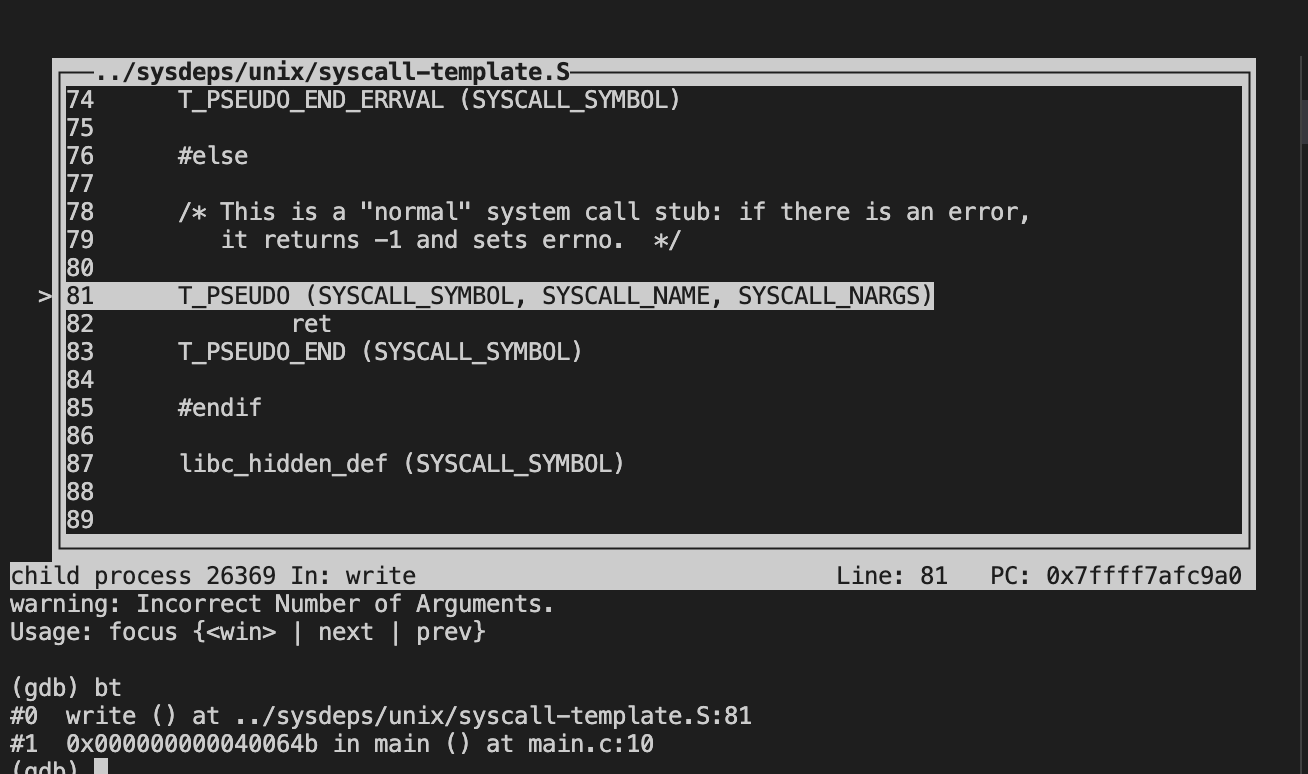 ../sysdeps/unix/syscall-template.S
74      T_PSEUDO_END_ERRVAL (SYSCALL_SYMBOL)
75
76      #else
77
78      /* This is a "normal" system call stub: if there is an error,
79         it returns -1 and sets errno.  */
80
>81      T_PSEUDO (SYSCALL_SYMBOL, SYSCALL_NAME, SYSCALL_NARGS)
82              ret
83      T_PSEUDO_END (SYSCALL_SYMBOL)
84
85      #endif
86
87      libc_hidden_def (SYSCALL_SYMBOL)
88
89
child process 26369 In: write                              Line: 81   PC: 0x7ffff7afc9a0
warning: Incorrect Number of Arguments.
Usage: focus {<win> | next | prev}
(gdb) bt
#0  write () at ../sysdeps/unix/syscall-template.S:81
#1  0x000000000040064b in main () at main.c:10
(gdb)